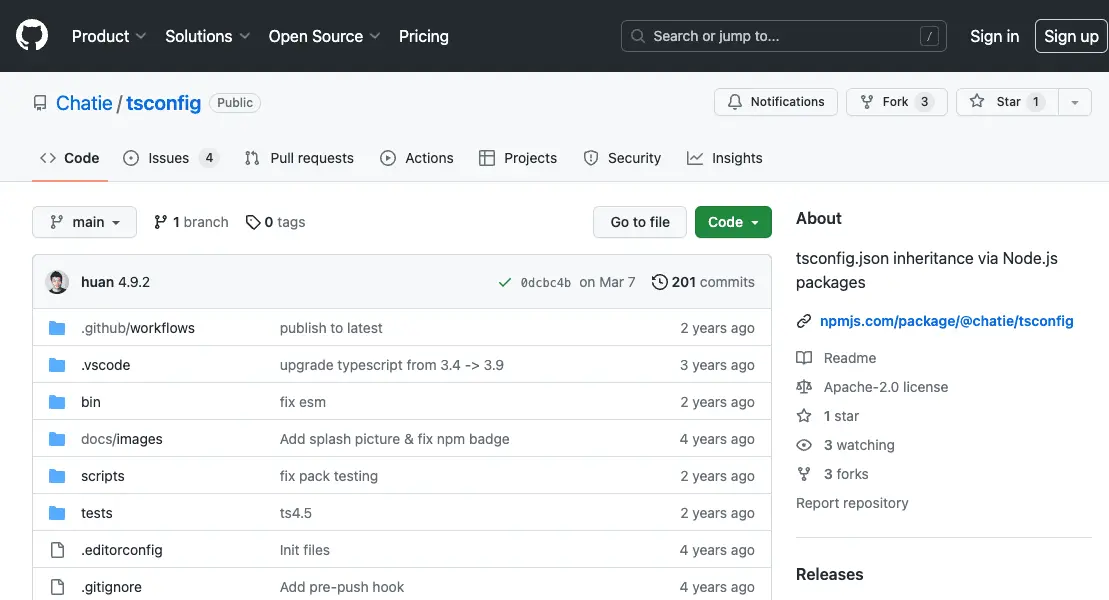 Product Solutions Open Source Pricing Search or jump to... / Sign in Sign up
Chatie / tsconfig Public Notifications Fork 3 Star 1
Code Issues 4 Pull requests Actions Projects Security Insights
main 1 branch 0 tags Go to file Code
huan 4.9.2 0dcbc4b on Mar 7 201 commits
.github/workflows publish to latest 2 years ago
.vscode upgrade typescript from 3.4 -> 3.9 3 years ago
bin fix esm 2 years ago
docs/images Add splash picture & fix npm badge 4 years ago
scripts fix pack testing 2 years ago
tests ts4.5 2 years ago
.editorconfig Init files 4 years ago
.gitignore Add pre-push hook 4 years ago
About
tsconfig.json inheritance via Node.js
packages
npmjs.com/package/@chatie/tsconfig
Readme
Apache-2.0 license
1 star
3 watching
3 forks
Report repository
Releases